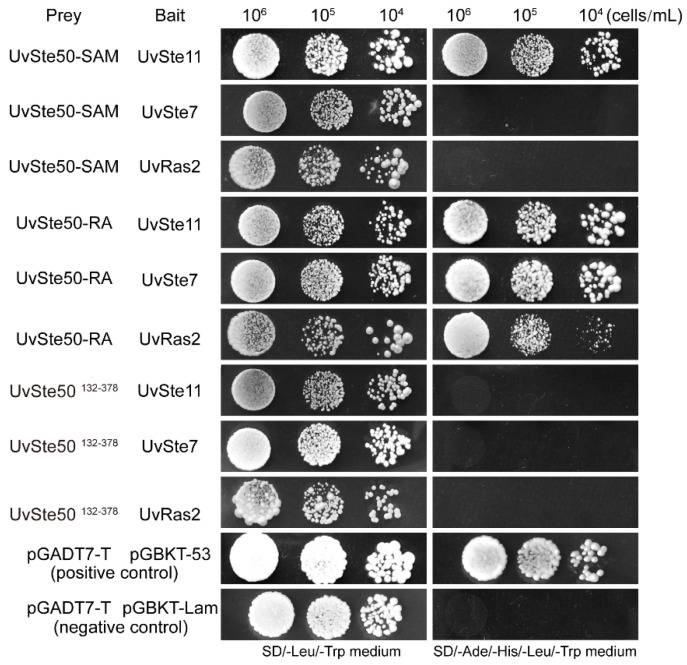 Prey Bait 10⁶ 10⁵ 10⁴ 10⁶ 10⁵ 10⁴ (cells/mL)
UvSte50-SAM UvSte11
UvSte50-SAM UvSte7
UvSte50-SAM UvRas2
UvSte50-RA UvSte11
UvSte50-RA UvSte7
UvSte50-RA UvRas2
UvSte50 ¹³²⁻³⁷⁸ UvSte11
UvSte50 ¹³²⁻³⁷⁸ UvSte7
UvSte50 ¹³²⁻³⁷⁸ UvRas2
pGADT7-T pGBKT-53
(positive control)
pGADT7-T pGBKT-Lam
(negative control)
SD/-Leu/-Trp medium SD/-Ade/-His/-Leu/-Trp medium